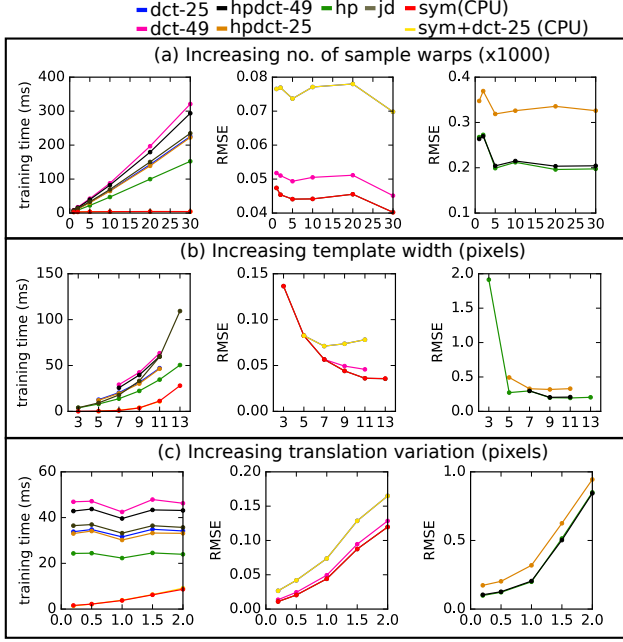 dct-25 hpdct-49 hp jd sym(CPU)
dct-49 hpdct-25 sym+dct-25 (CPU)
(a) Increasing no. of sample warps (x1000)
training time (ms)
400
300
200
100
0
0 5 10 15 20 25 30
RMSE
0.08
0.07
0.06
0.05
0.04
0 5 10 15 20 25 30
RMSE
0.4
0.3
0.2
0.1
0 5 10 15 20 25 30
(b) Increasing template width (pixels)
training time (ms)
150
100
50
0
3 5 7 9 11 13
RMSE
0.15
0.10
0.05
0.00
3 5 7 9 11 13
RMSE
2.0
1.5
1.0
0.5
0.0
3 5 7 9 11 13
(c) Increasing translation variation (pixels)
training time (ms)
60
40
20
0
0.0 0.5 1.0 1.5 2.0
RMSE
0.20
0.15
0.10
0.05
0.00
0.0 0.5 1.0 1.5 2.0
RMSE
1.0
0.5
0.0
0.0 0.5 1.0 1.5 2.0